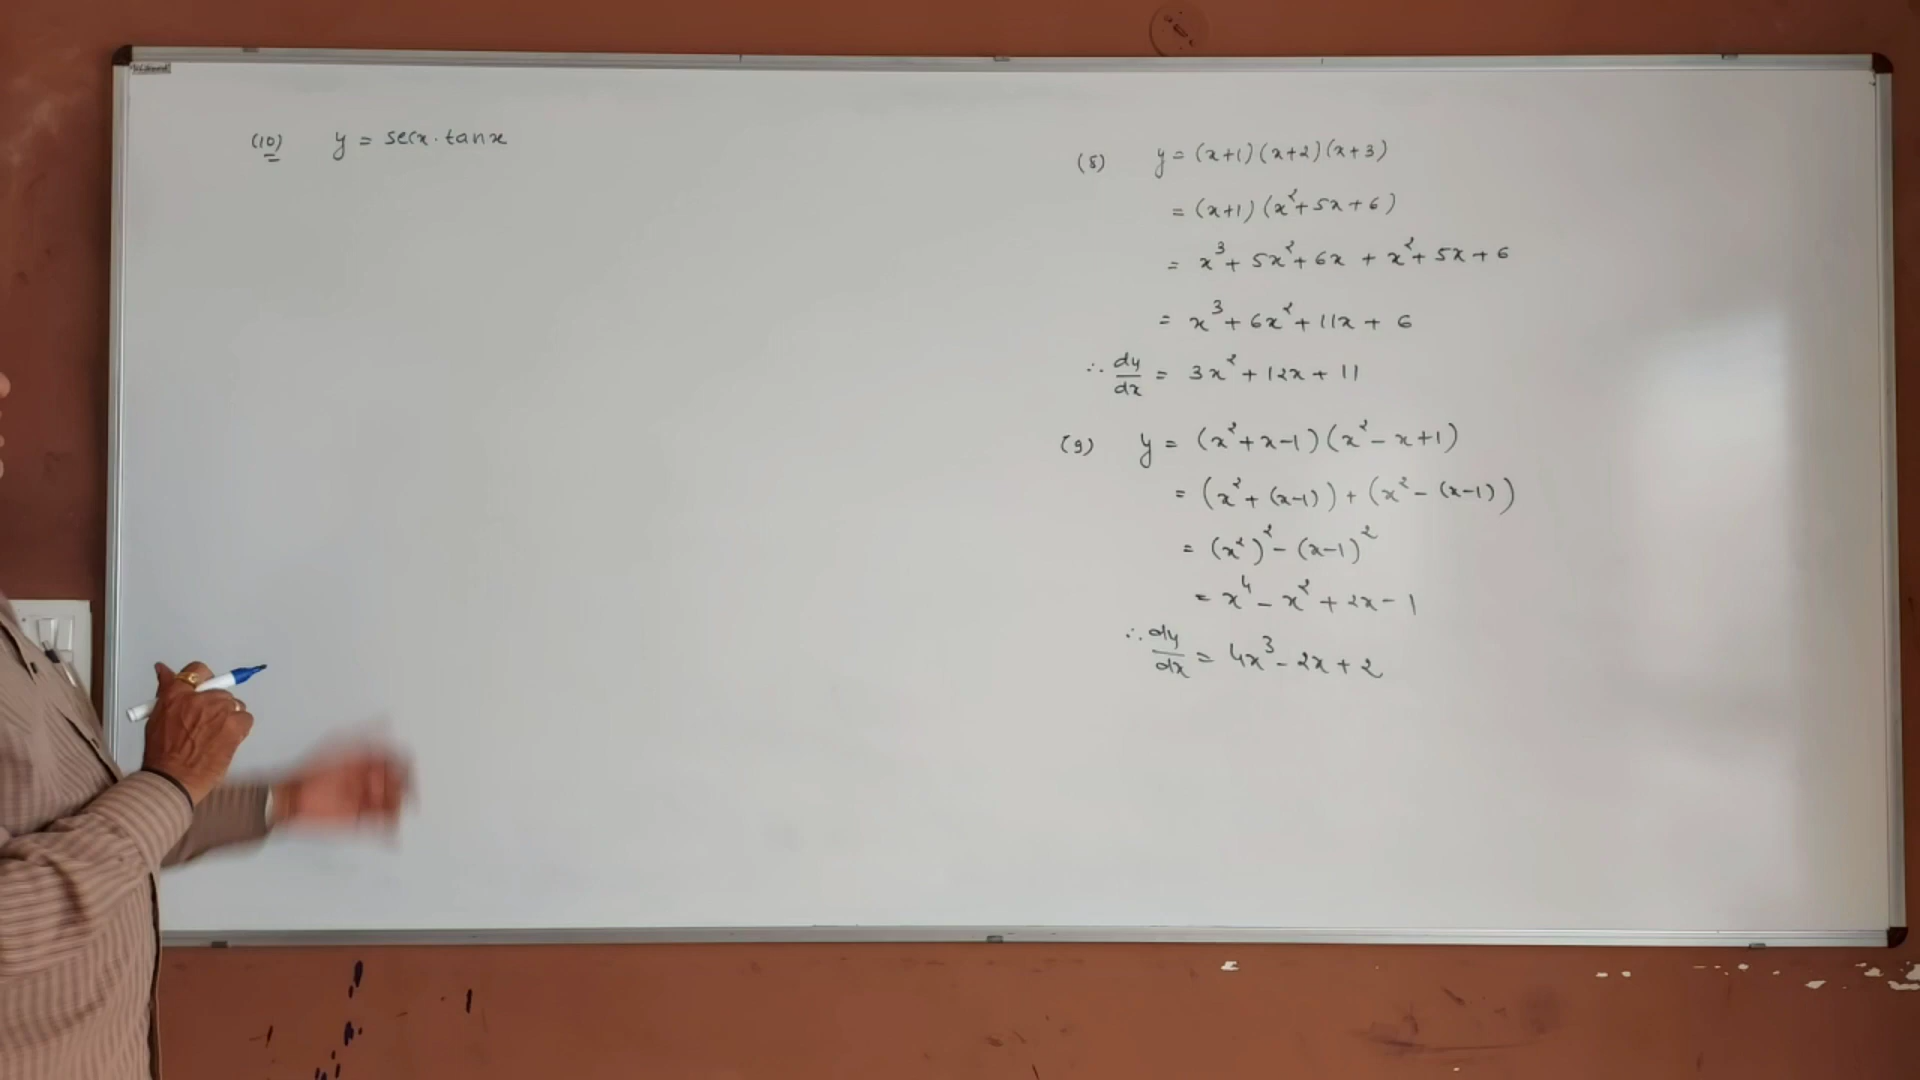 (10) y = secx·tanx
(8) y = (x+1)(x+2)(x+3)
= (x+1)(x²+5x+6)
= x³+5x²+6x + x²+5x+6
= x³+6x²+11x+6
∴ dy/dx = 3x²+12x+11
(9) y = (x²+x-1)(x²-x+1)
= (x²+(x-1))+(x²-(x-1))
= (x²)²-(x-1)²
= x⁴-x²+2x-1
∴ dy/dx = 4x³-2x+2